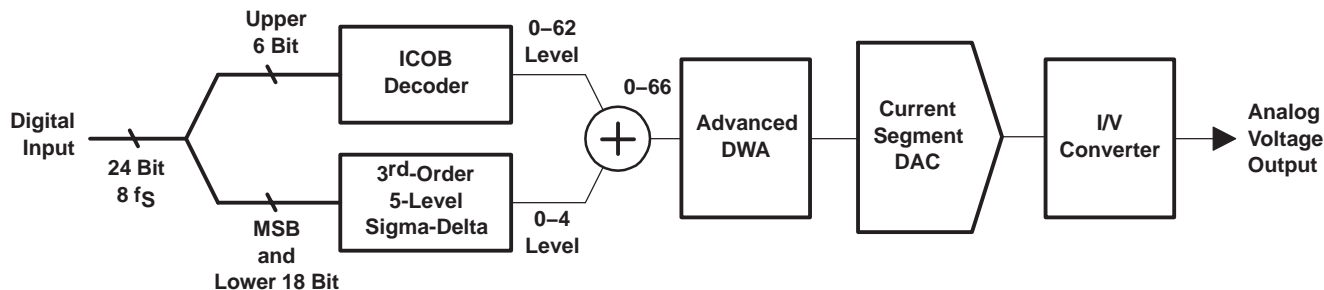 Digital
Input
24 Bit
8 fS
Upper
6 Bit
ICOB
Decoder
0–62
Level
MSB
and
Lower 18 Bit
3rd-Order
5-Level
Sigma-Delta
0–4
Level
0–66
+
Advanced
DWA
Current
Segment
DAC
I/V
Converter
Analog
Voltage
Output